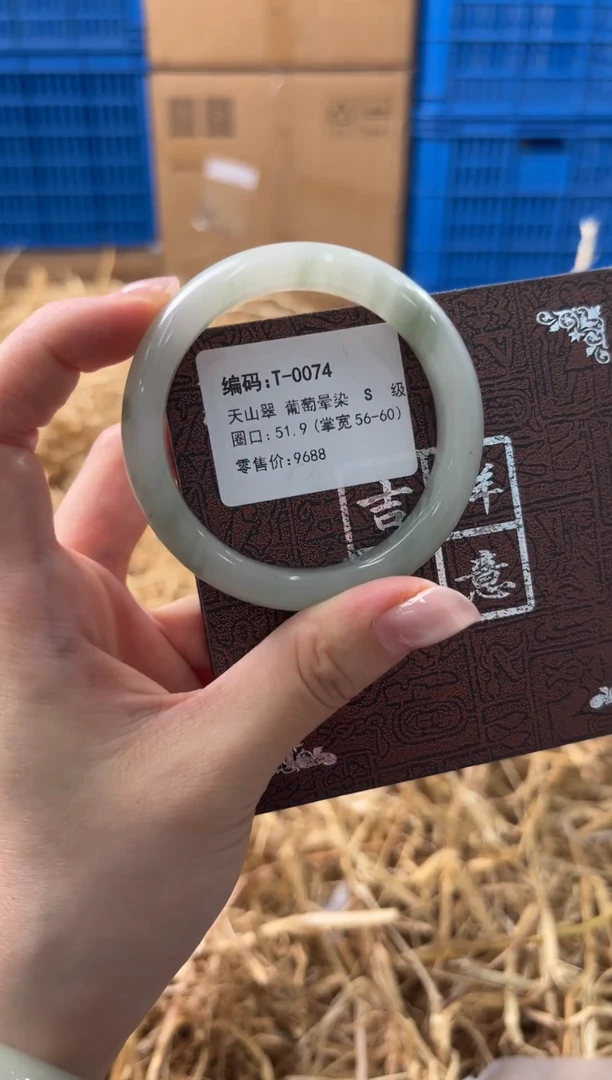 编码:T-0074
天山翠 葡萄晕染 S 级
圈口:51.9(掌宽56-60)
零售价:9688
吉祥
意